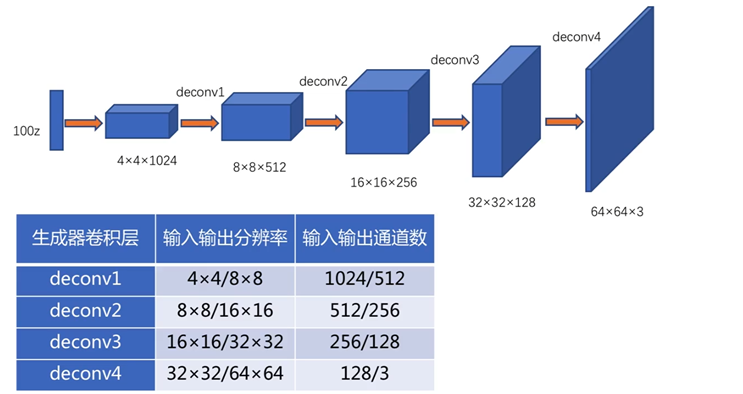 deconv4
deconv3
deconv2
deconv1
100z
4×4×1024
8×8×512
16×16×256
32×32×128
64×64×3
生成器卷积层 输入输出分辨率 输入输出通道数
deconv1 4×4/8×8 1024/512
deconv2 8×8/16×16 512/256
deconv3 16×16/32×32 256/128
deconv4 32×32/64×64 128/3